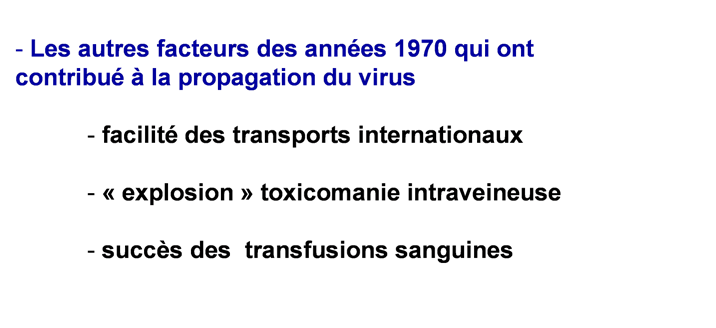 - Les autres facteurs des années 1970 qui ont
contribué à la propagation du virus
- facilité des transports internationaux
- « explosion » toxicomanie intraveineuse
- succès des  transfusions sanguines